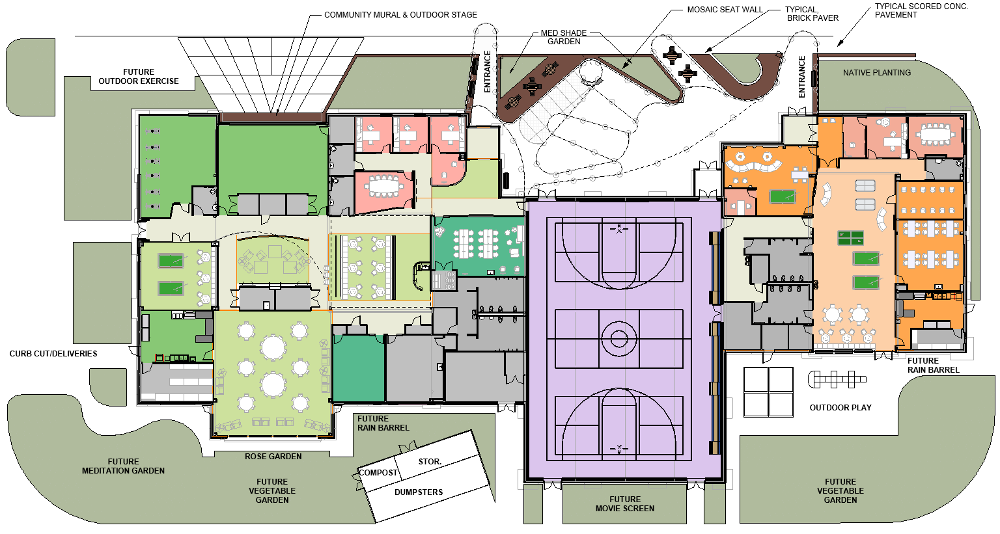 COMMUNITY MURAL & OUTDOOR STAGE
MED SHADE
GARDEN
MOSAIC SEAT WALL
TYPICAL,
BRICK PAVER
TYPICAL SCORED CONC.
PAVEMENT
FUTURE
OUTDOOR EXERCISE
ENTRANCE
ENTRANCE
NATIVE PLANTING
CURB CUT/DELIVERIES
FUTURE
RAIN BARREL
OUTDOOR PLAY
FUTURE
RAIN BARREL
ROSE GARDEN
FUTURE
MEDITATION GARDEN
FUTURE
VEGETABLE
GARDEN
COMPOST
STOR.
DUMPSTERS
FUTURE
MOVIE SCREEN
FUTURE
VEGETABLE
GARDEN